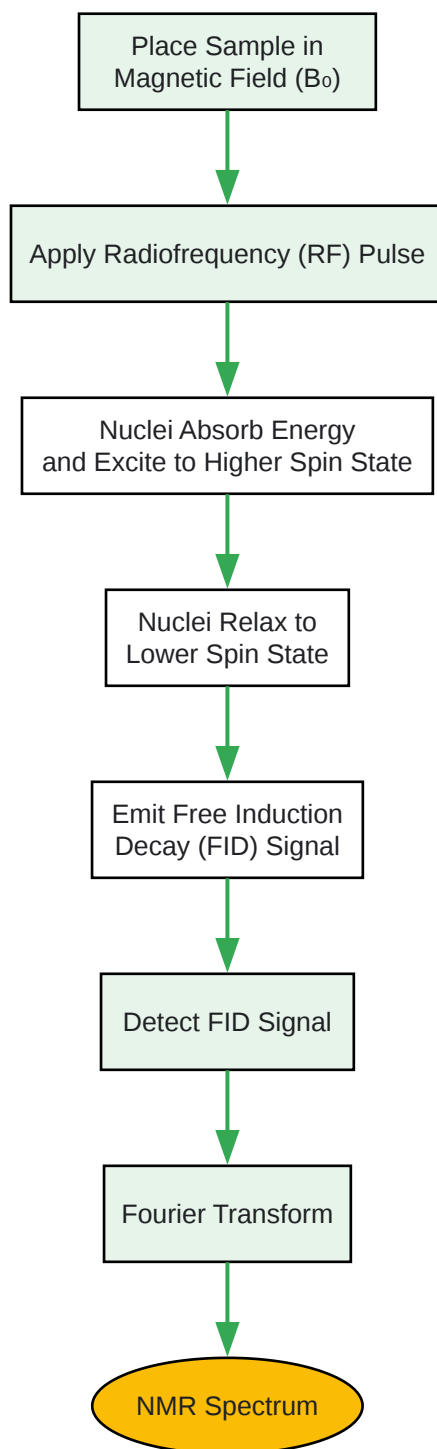 Place Sample in
Magnetic Field (B₀)
Apply Radiofrequency (RF) Pulse
Nuclei Absorb Energy
and Excite to Higher Spin State
Nuclei Relax to
Lower Spin State
Emit Free Induction
Decay (FID) Signal
Detect FID Signal
Fourier Transform
NMR Spectrum